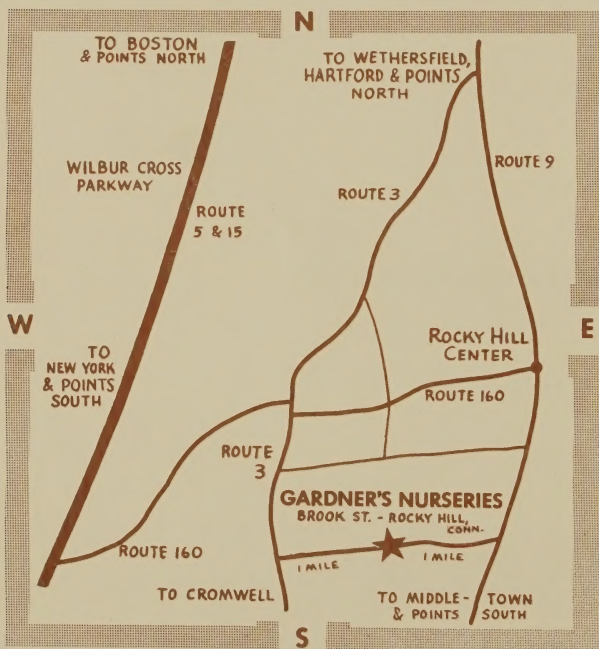 N
TO BOSTON
& POINTS NORTH
TO WETHERSFIELD,
HARTFORD & POINTS
NORTH
WILBUR CROSS
PARKWAY
ROUTE
5 & 15
ROUTE 3
ROUTE 9
W
E
TO
NEW YORK
& POINTS
SOUTH
ROCKY HILL
CENTER
ROUTE 160
ROUTE
3
GARDNER'S NURSERIES
BROOK ST. - ROCKY HILL,
CONN.
ROUTE 160
1 MILE
1 MILE
TO CROMWELL
TO MIDDLE- TOWN
& POINTS SOUTH
S